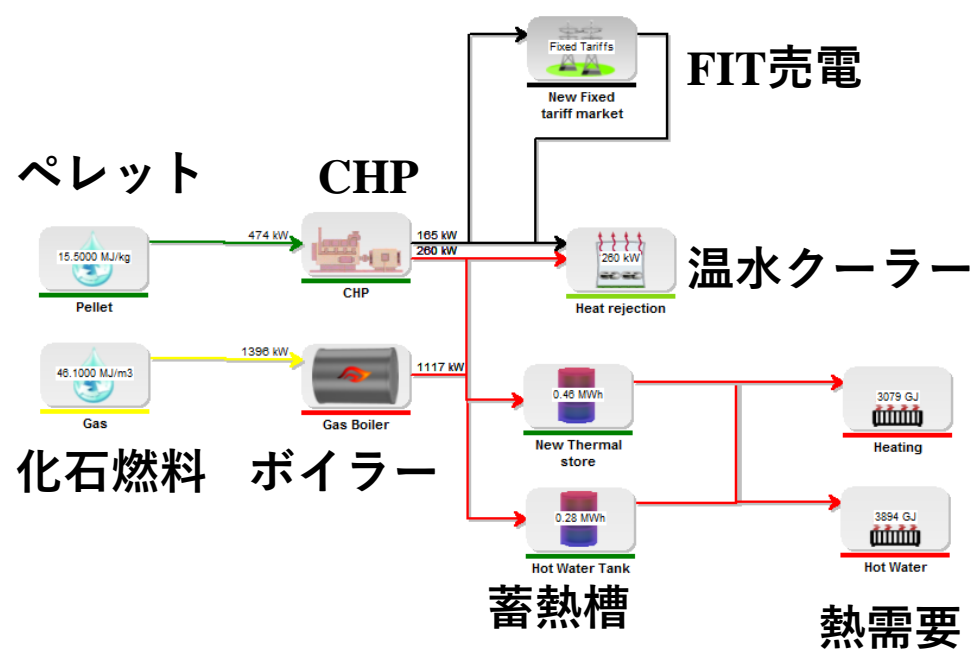 Fixed Tariffs
New Fixed
tariff market
FIT売電
ペレット
CHP
15.5000 MJ/kg
Pellet
474 kW
CHP
165 kW
260 kW
260 kW
Heat rejection
温水クーラー
46.1000 MJ/m3
Gas
1396 kW
Gas Boiler
1117 kW
0.46 MWh
New Thermal
store
3079 GJ
Heating
化石燃料
ボイラー
0.28 MWh
Hot Water Tank
3894 GJ
Hot Water
蓄熱槽
熱需要